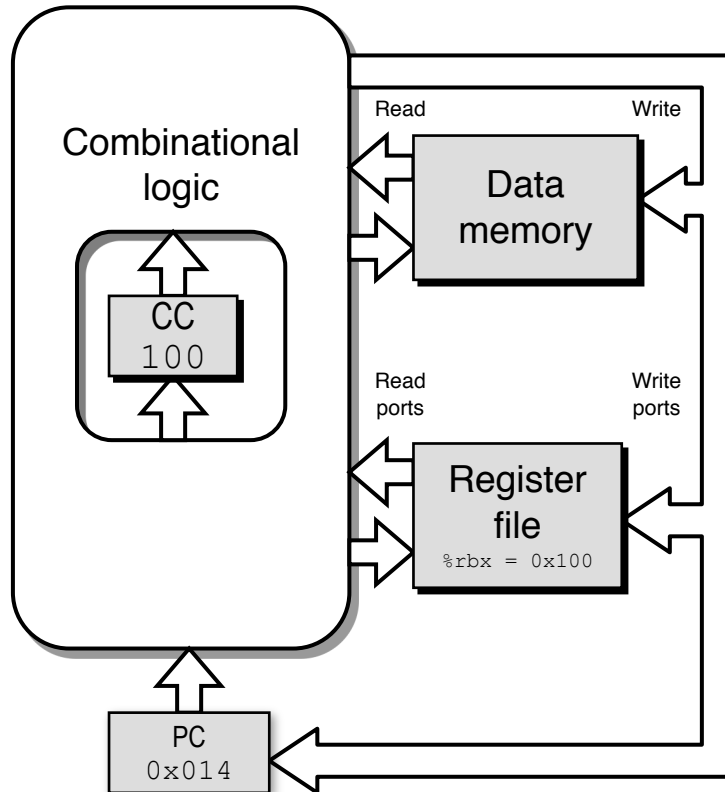 Combinational
logic
CC
100
Read
Write
Data
memory
Read
ports
Write
ports
Register
file
%rbx = 0x100
PC
0x014